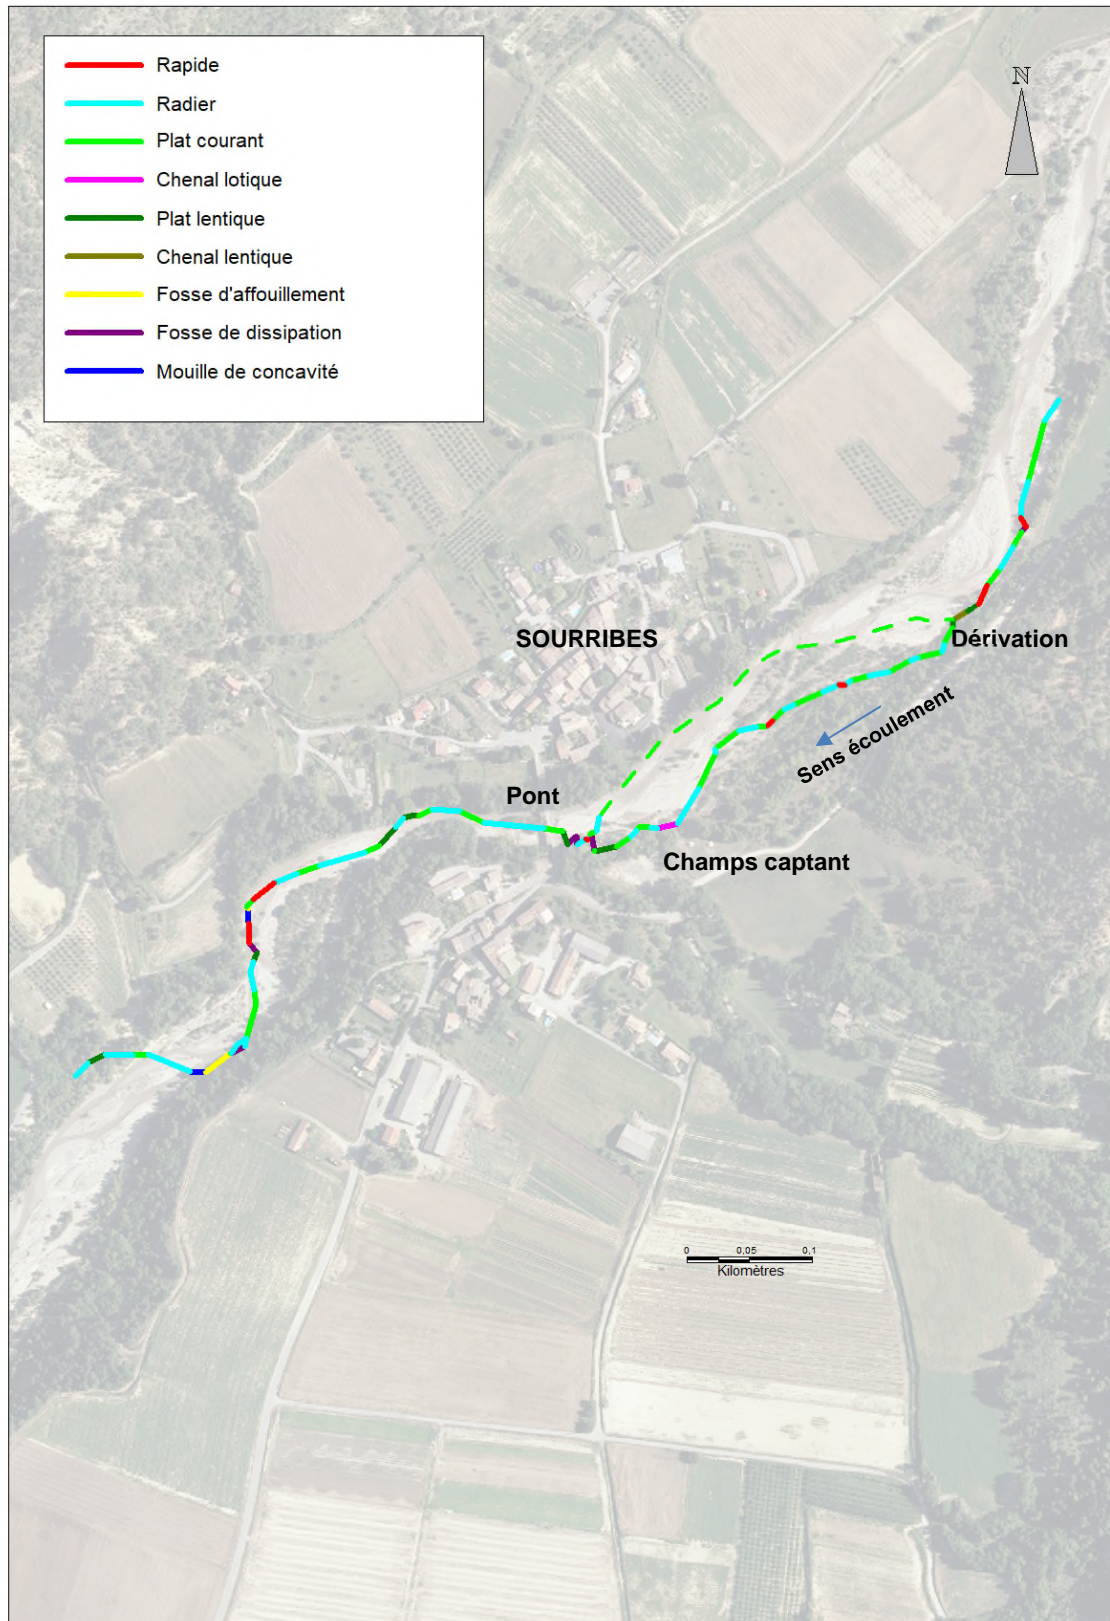 Rapide
Radier
Plat courant
Chenal lotique
Plat lentique
Chenal lentique
Fosse d'affouillement
Fosse de dissipation
Mouille de concavité
N
SOURRIBES
Dérivation
Sens écoulement
Pont
Champs captant
0 0,05 0,1
Kilomètres